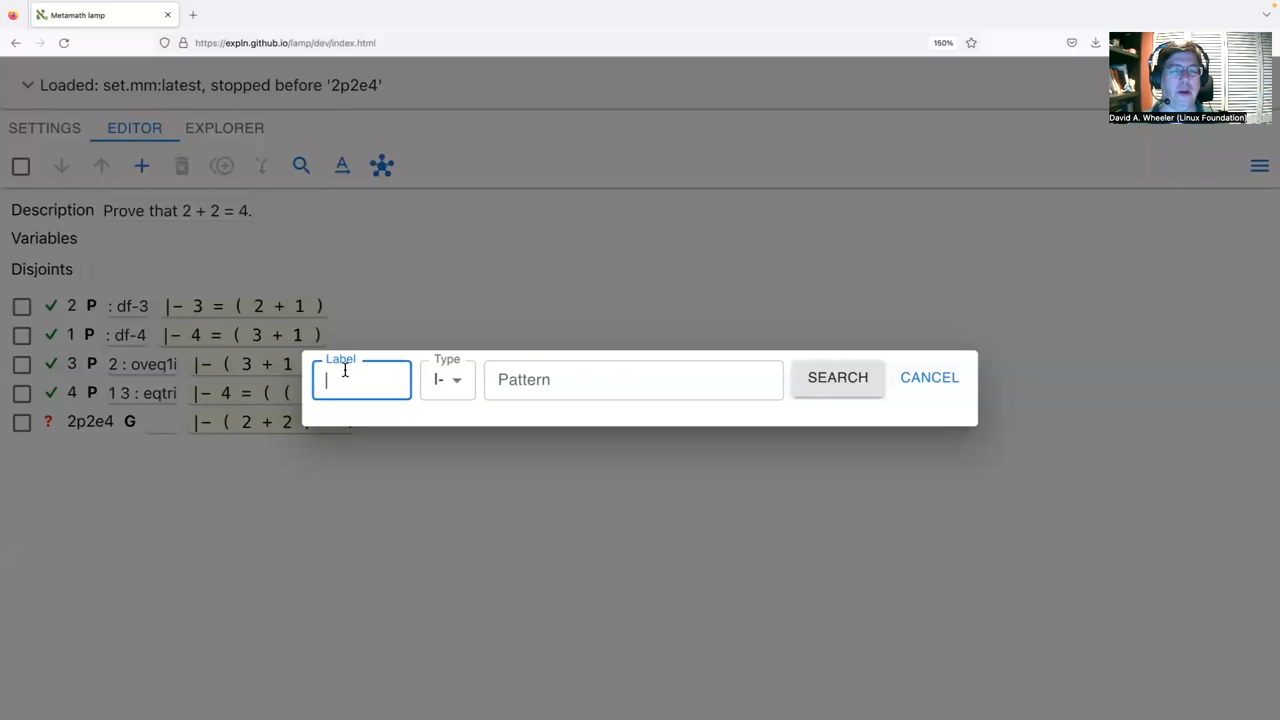 Metamath lamp
https://expln.github.io/lamp/dev/index.html
150%
David A. Wheeler (Linux Foundation)
Loaded: set.mm:latest, stopped before '2p2e4'
SETTINGS EDITOR EXPLORER
Description Prove that 2 + 2 = 4.
Variables
Disjoints
2 P : df-3 |- 3 = ( 2 + 1 )
1 P : df-4 |- 4 = ( 3 + 1 )
3 P 2 : oveq1i |- ( 3 + 1
4 P 1 3 : eqtri |- 4 = ( (
? 2p2e4 G |- ( 2 + 2
Label
Type
|-
Pattern
SEARCH
CANCEL